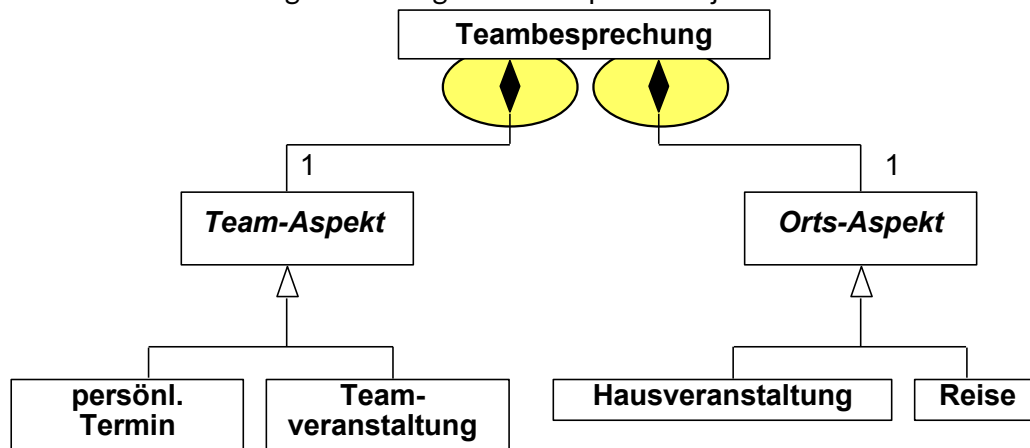 Teambesprechung
1
1
Team-Aspekt
Orts-Aspekt
persönl.
Termin
Team-
veranstaltung
Hausveranstaltung
Reise